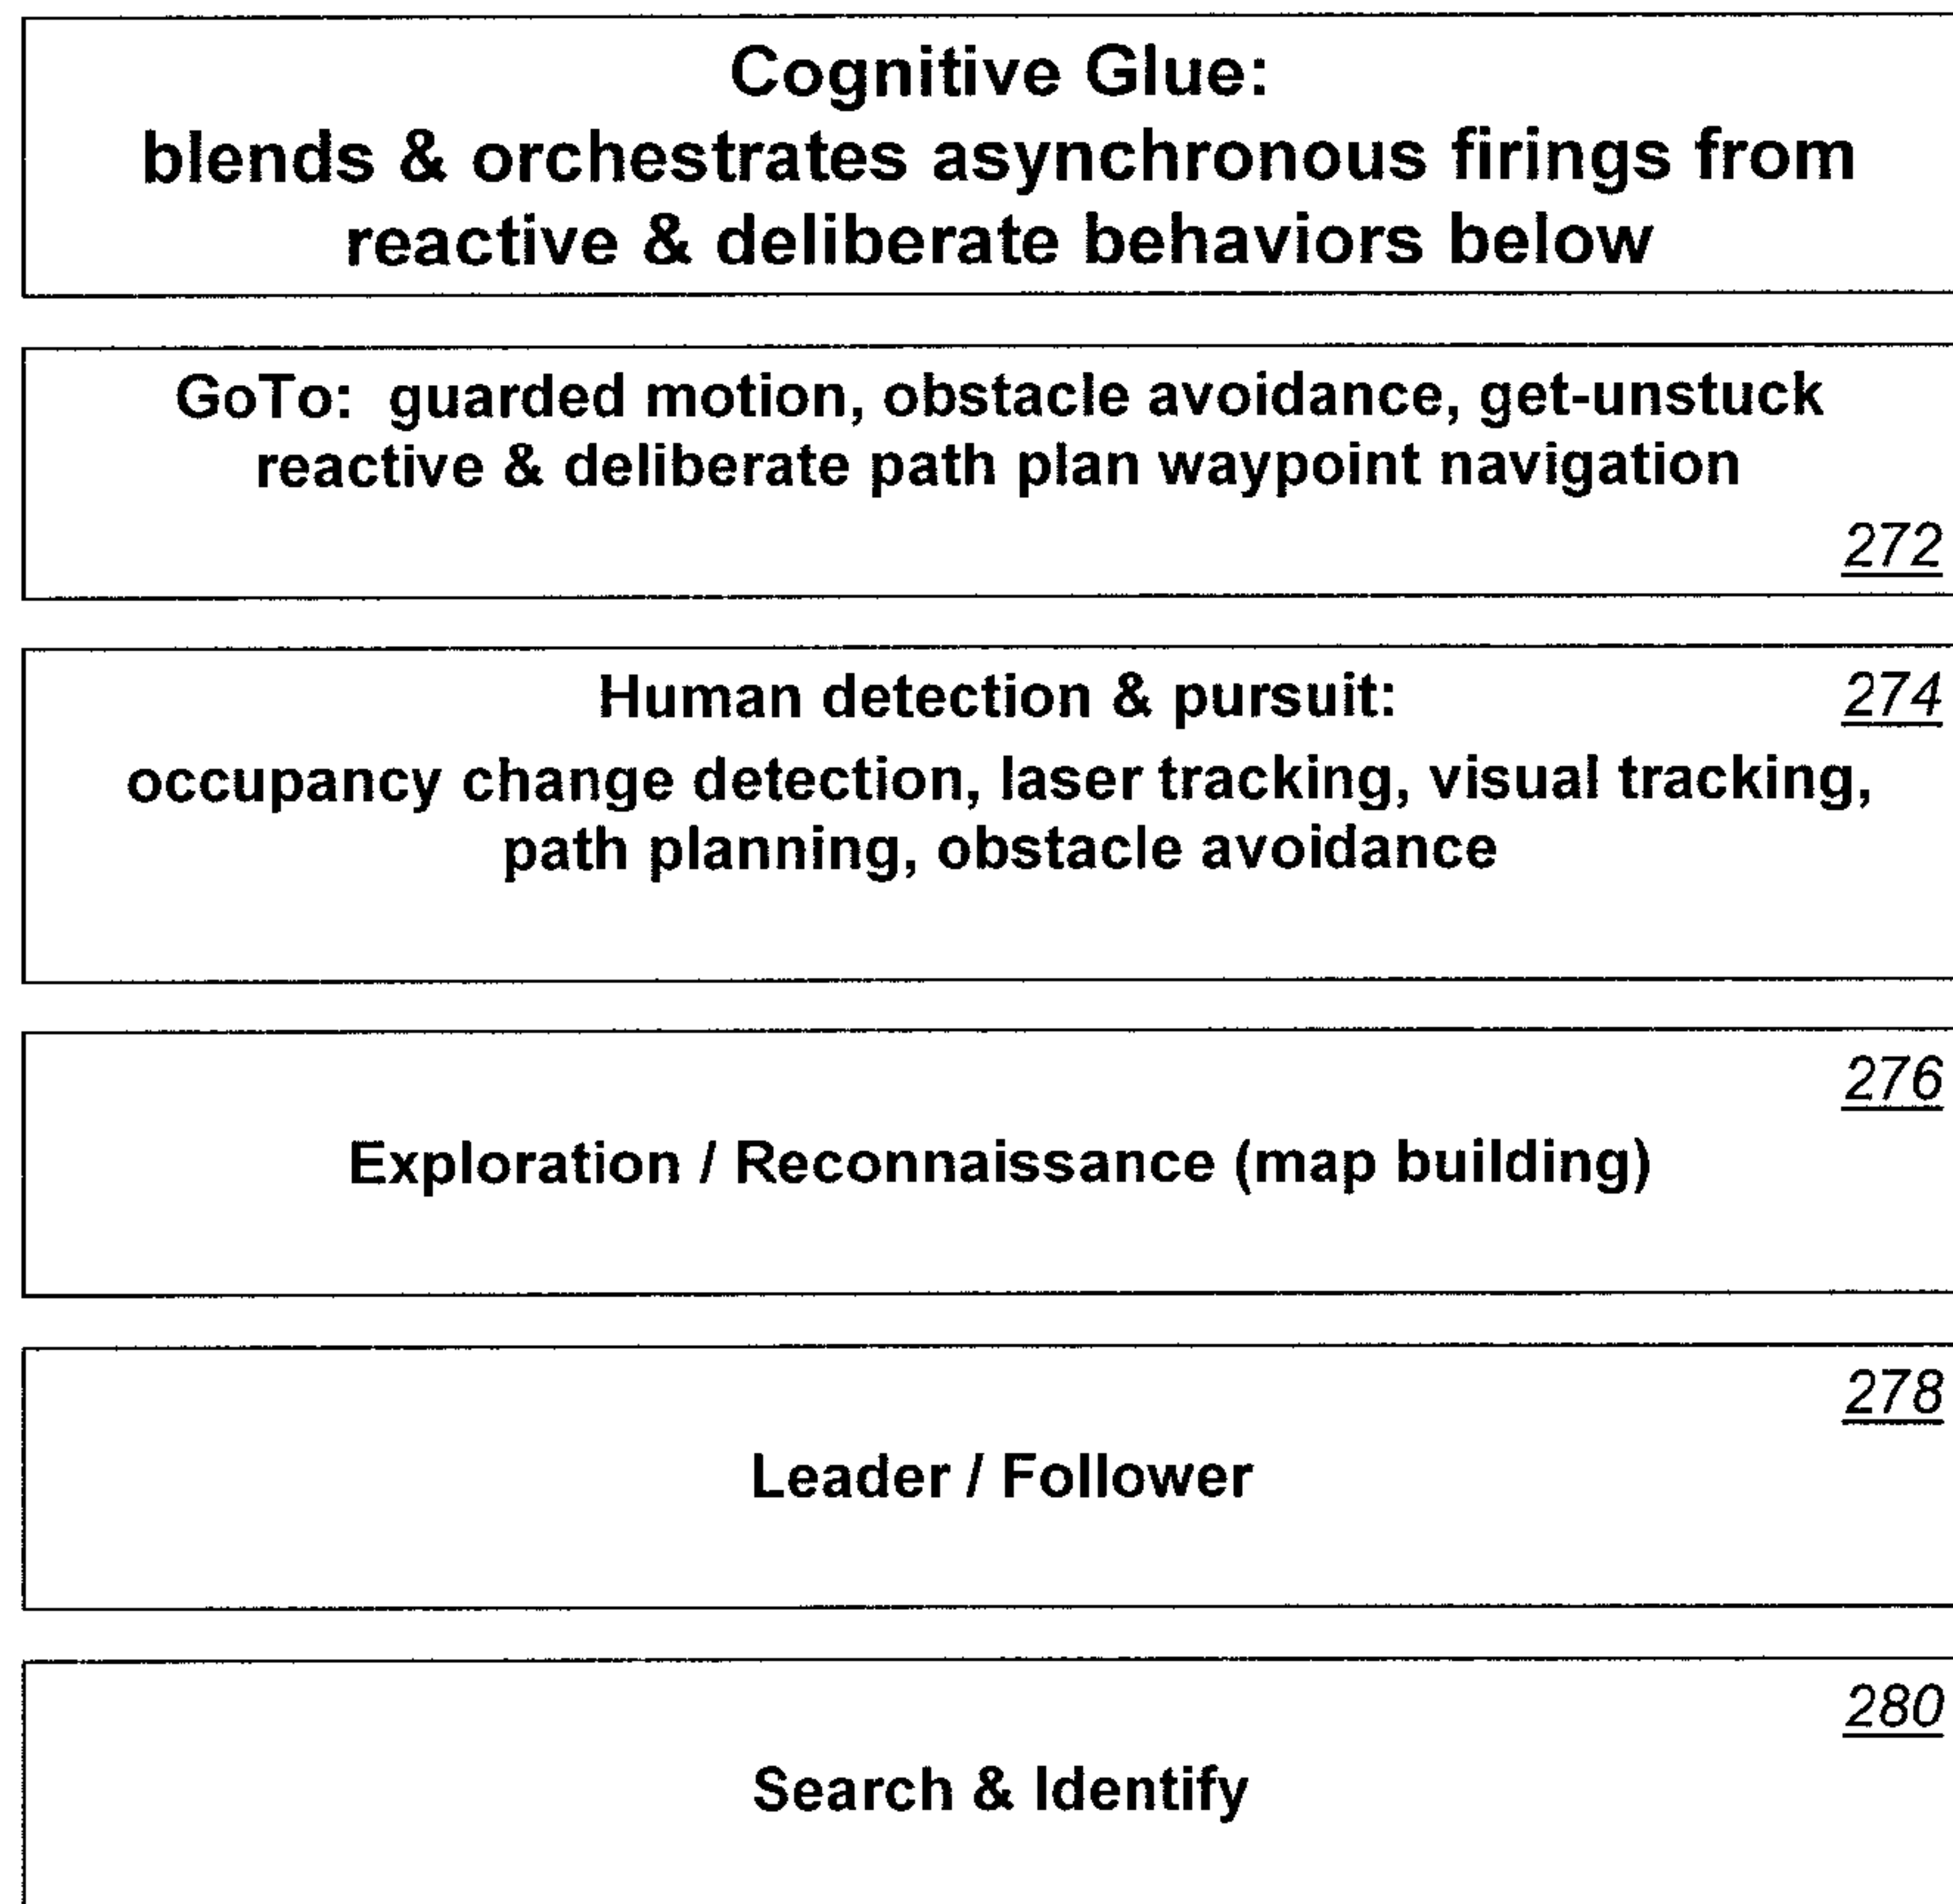 Cognitive Glue:
blends & orchestrates asynchronous firings from
reactive & deliberate behaviors below
GoTo: guarded motion, obstacle avoidance, get-unstuck
reactive & deliberate path plan waypoint navigation
272
Human detection & pursuit:
274
occupancy change detection, laser tracking, visual tracking,
path planning, obstacle avoidance
276
Exploration / Reconnaissance (map building)
278
Leader / Follower
280
Search & Identify